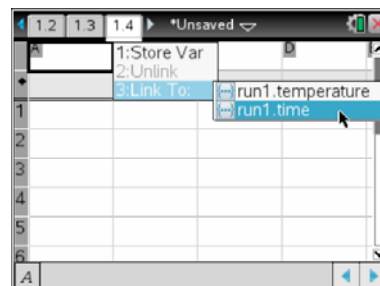 1.2 1.3 1.4 *Unsaved
A D
1:Store Var
2:Unlink
3:Link To:
run1.temperature
run1.time
1
2
3
4
5
6
A